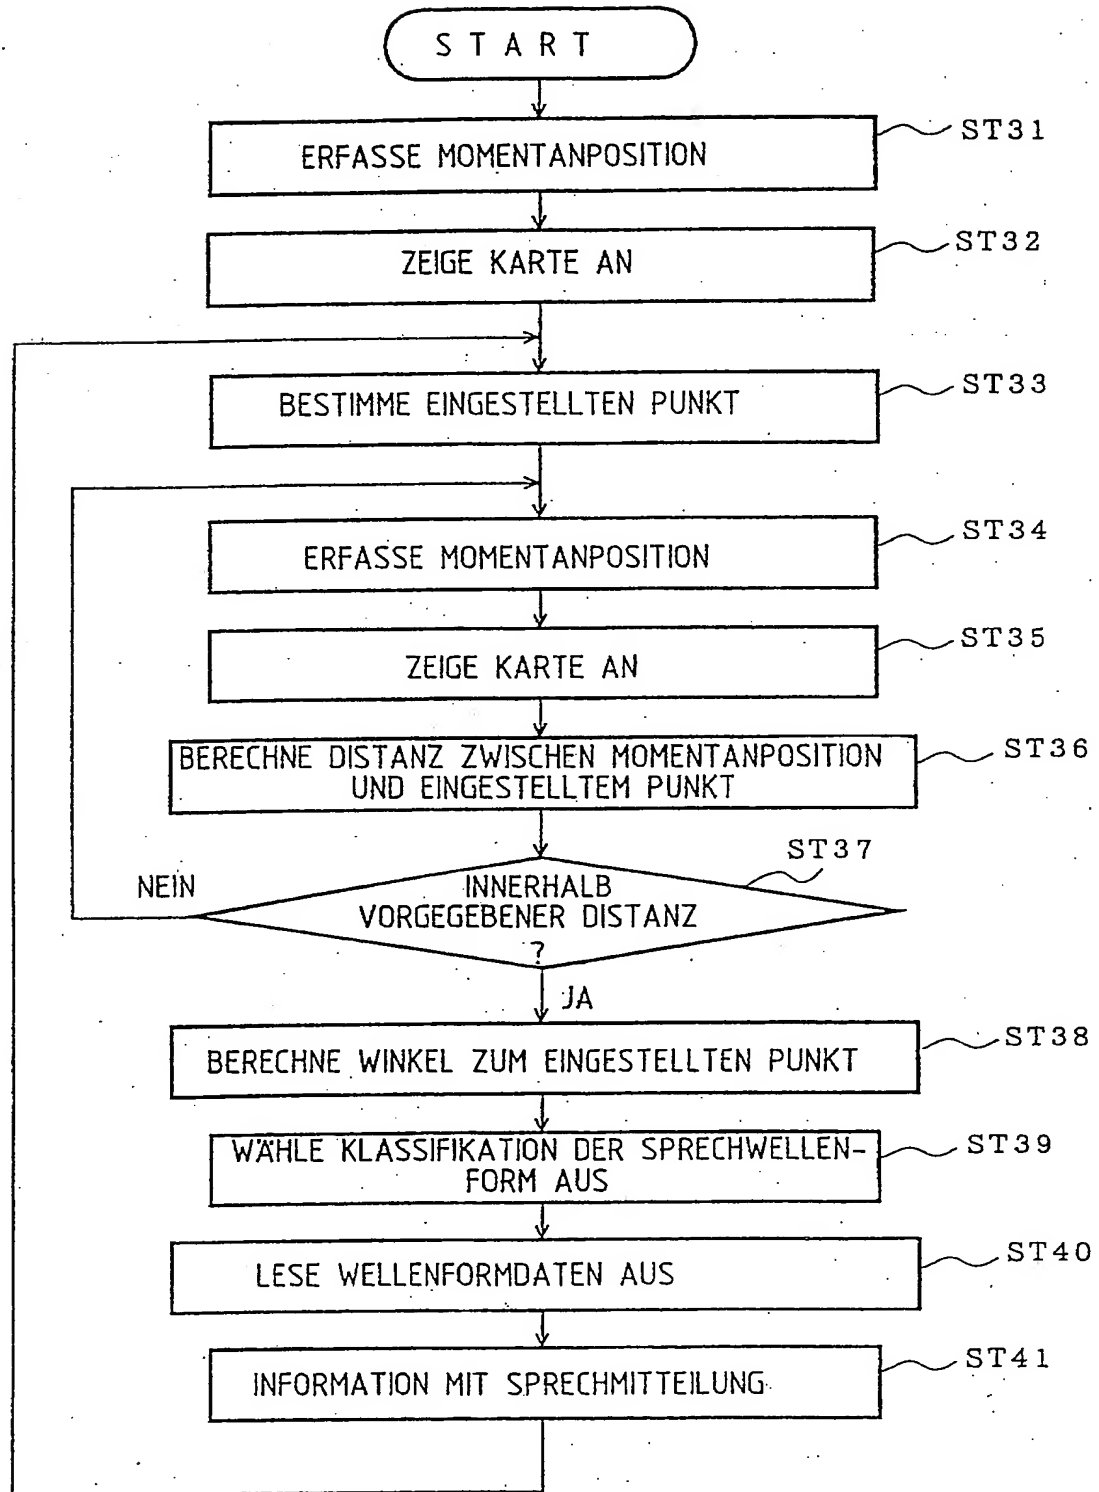 START
ERFASSE MOMENTANPOSITION
ST31
ZEIGE KARTE AN
ST32
BESTIMME EINGESTELLTEN PUNKT
ST33
ERFASSE MOMENTANPOSITION
ST34
ZEIGE KARTE AN
ST35
BERECHNE DISTANZ ZWISCHEN MOMENTANPOSITION
UND EINGESTELLTEM PUNKT
ST36
ST37
NEIN
INNERHALB
VORGEGEBENER DISTANZ
?
JA
BERECHNE WINKEL ZUM EINGESTELLTEN PUNKT
ST38
WÄHLE KLASSIFIKATION DER SPRECHWELLEN-
FORM AUS
ST39
LESE WELLENFORMDATEN AUS
ST40
INFORMATION MIT SPRECHMITTEILUNG
ST41